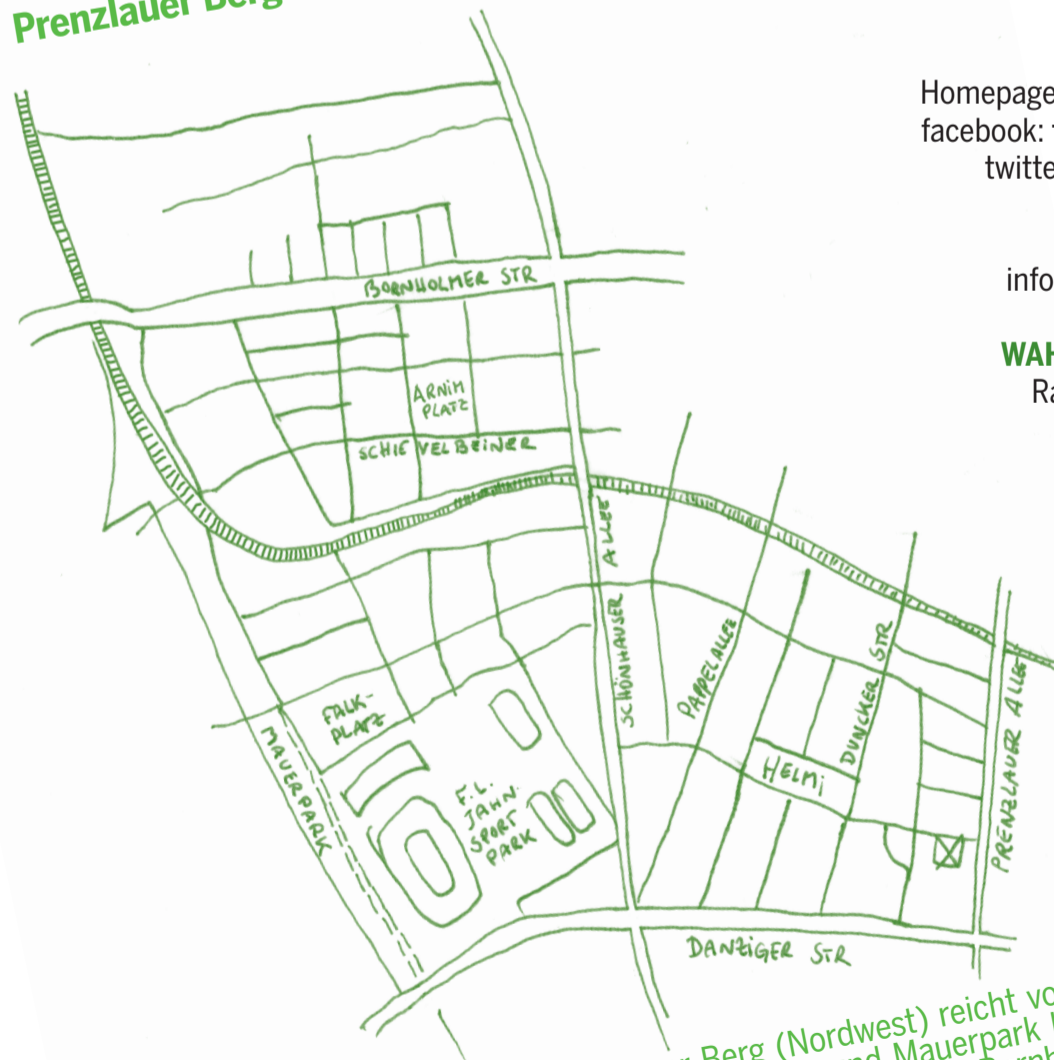 Prenzlauer Berg
Homepage
facebook:
twitte
info
WAH
Ra
BORNHOLMER STR
ARNIM
PLATZ
SCHIEVELBEINER
SCHÖNHAUSER ALLEE
PAPPELALLEE
DUNCKER STR
PRENZLAUER ALLEE
FALK-
PLATZ
MAUERPARK
HELMI
F.L.
JAHN-
SPORT
PARK
DANZIGER STR
Berg (Nordwest) reicht vo
nd Mauerpark